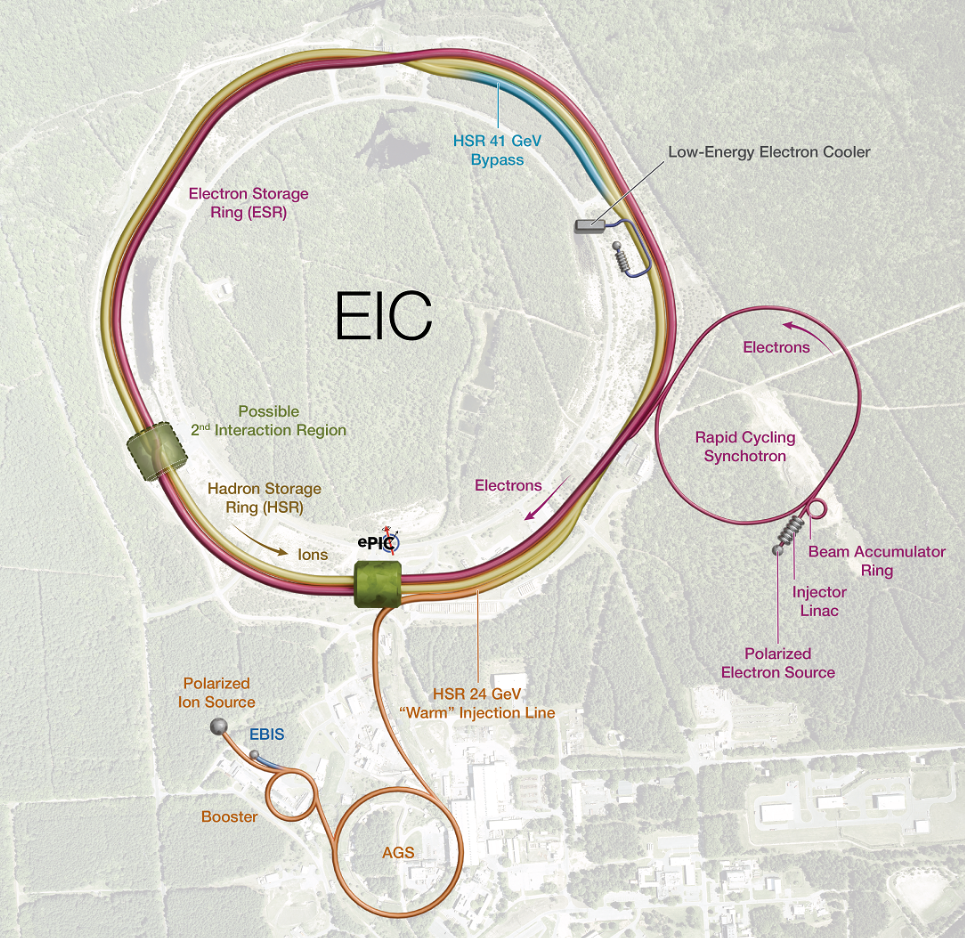 HSR 41 GeV
Bypass
Low-Energy Electron Cooler
Electron Storage
Ring (ESR)
EIC
Electrons
Possible
2nd Interaction Region
Rapid Cycling
Synchotron
Hadron Storage
Ring (HSR)
Electrons
Ions
ePIC
Beam Accumulator
Ring
Injector
Linac
Polarized
Electron Source
Polarized
Ion Source
HSR 24 GeV
“Warm” Injection Line
EBIS
Booster
AGS